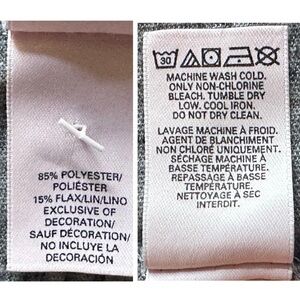 85% POLYESTER/
POLIÉSTER
15% FLAX/LIN/LINO
EXCLUSIVE OF
DECORATION/
SAUF DÉCORATION/
NO INCLUYE LA
DECORACIÓN
30
MACHINE WASH COLD.
ONLY NON-CHLORINE
BLEACH. TUMBLE DRY
LOW. COOL IRON.
DO NOT DRY CLEAN.
LAVAGE MACHINE À FROID.
AGENT DE BLANCHIMENT
NON CHLORÉ UNIQUEMENT.
SÉCHAGE MACHINE À
BASSE TEMPÉRATURE.
REPASSAGE À BASSE
TEMPÉRATURE.
NETTOYAGE À SEC
INTERDIT.